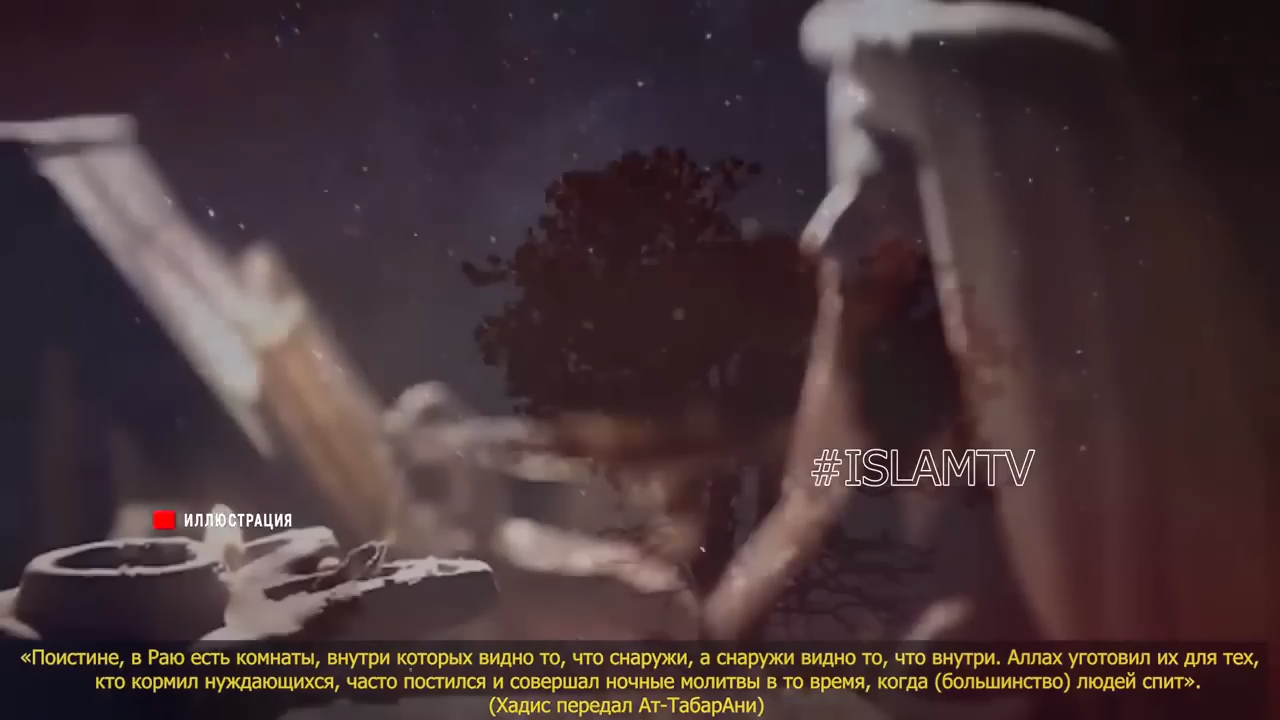 #ISLAMTV
ИЛЛЮСТРАЦИЯ
«Поистине, в Раю есть комнаты, внутри которых видно то, что снаружи, а снаружи видно то, что внутри. Аллах уготовил их для тех,
кто кормил нуждающихся, часто постился и совершал ночные молитвы в то время, когда (большинство) людей спит».
(Хадис передал Ат-ТабарАни)